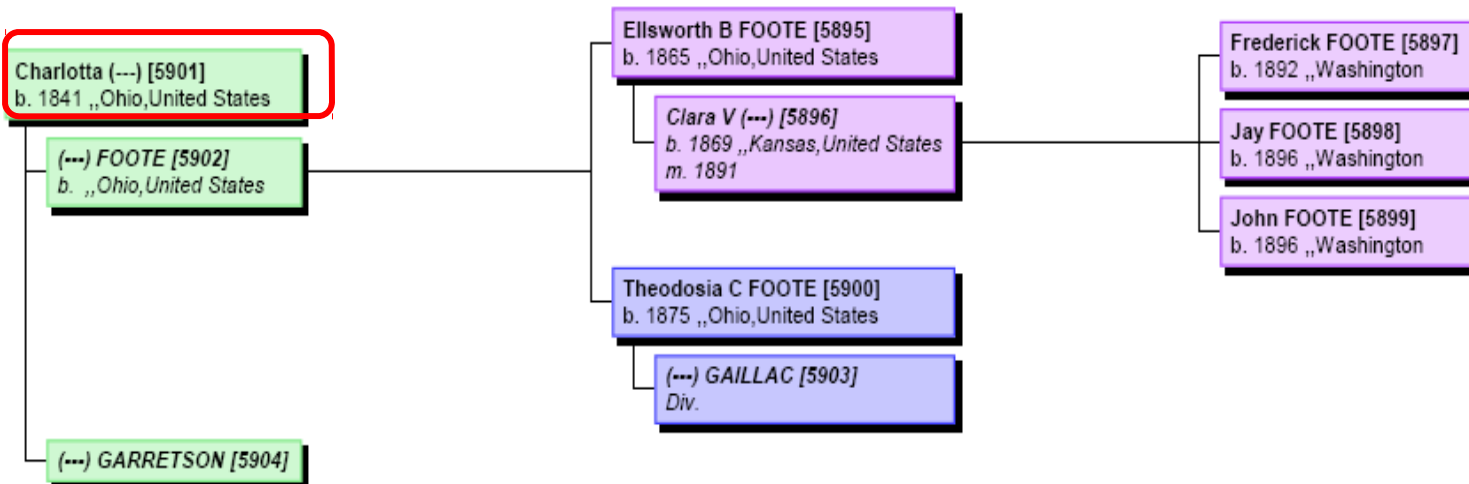 Charlotta (---) [5901]
b. 1841 ,,Ohio,United States
(---) FOOTE [5902]
b. ,,Ohio,United States
(---) GARRETSON [5904]
Ellsworth B FOOTE [5895]
b. 1865 ,,Ohio,United States
Clara V (---) [5896]
b. 1869 ,,Kansas,United States
m. 1891
Theodosia C FOOTE [5900]
b. 1875 ,,Ohio,United States
(---) GAILLAC [5903]
Div.
Frederick FOOTE [5897]
b. 1892 ,,Washington
Jay FOOTE [5898]
b. 1896 ,,Washington
John FOOTE [5899]
b. 1896 ,,Washington